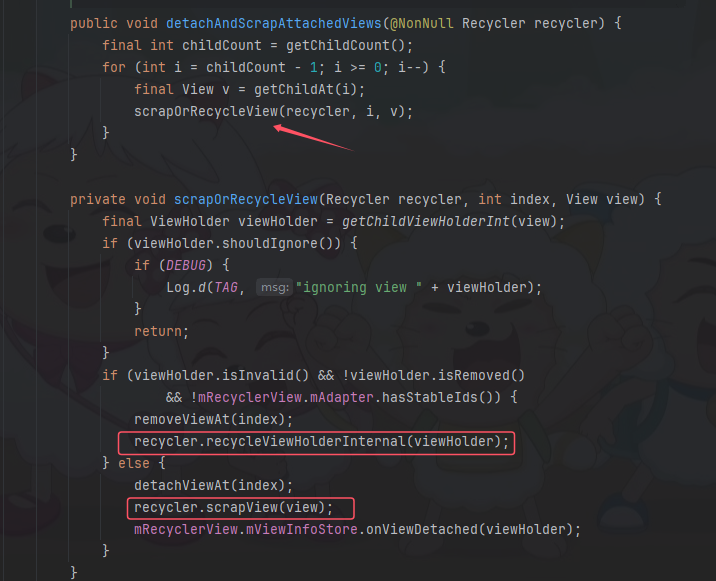 public void detachAndScrapAttachedViews(@NonNull Recycler recycler) {
final int childCount = getChildCount();
for (int i = childCount - 1; i >= 0; i--) {
final View v = getChildAt(i);
scrapOrRecycleView(recycler, i, v);
}
}
private void scrapOrRecycleView(Recycler recycler, int index, View view) {
final ViewHolder viewHolder = getChildViewHolderInt(view);
if (viewHolder.shouldIgnore()) {
if (DEBUG) {
Log.d(TAG, msg: "ignoring view " + viewHolder);
}
return;
}
if (viewHolder.isInvalid() && !viewHolder.isRemoved()
&& !mRecyclerView.mAdapter.hasStableIds()) {
removeViewAt(index);
recycler.recycleViewHolderInternal(viewHolder);
} else {
detachViewAt(index);
recycler.scrapView(view);
mRecyclerView.mViewInfoStore.onViewDetached(viewHolder);
}
}